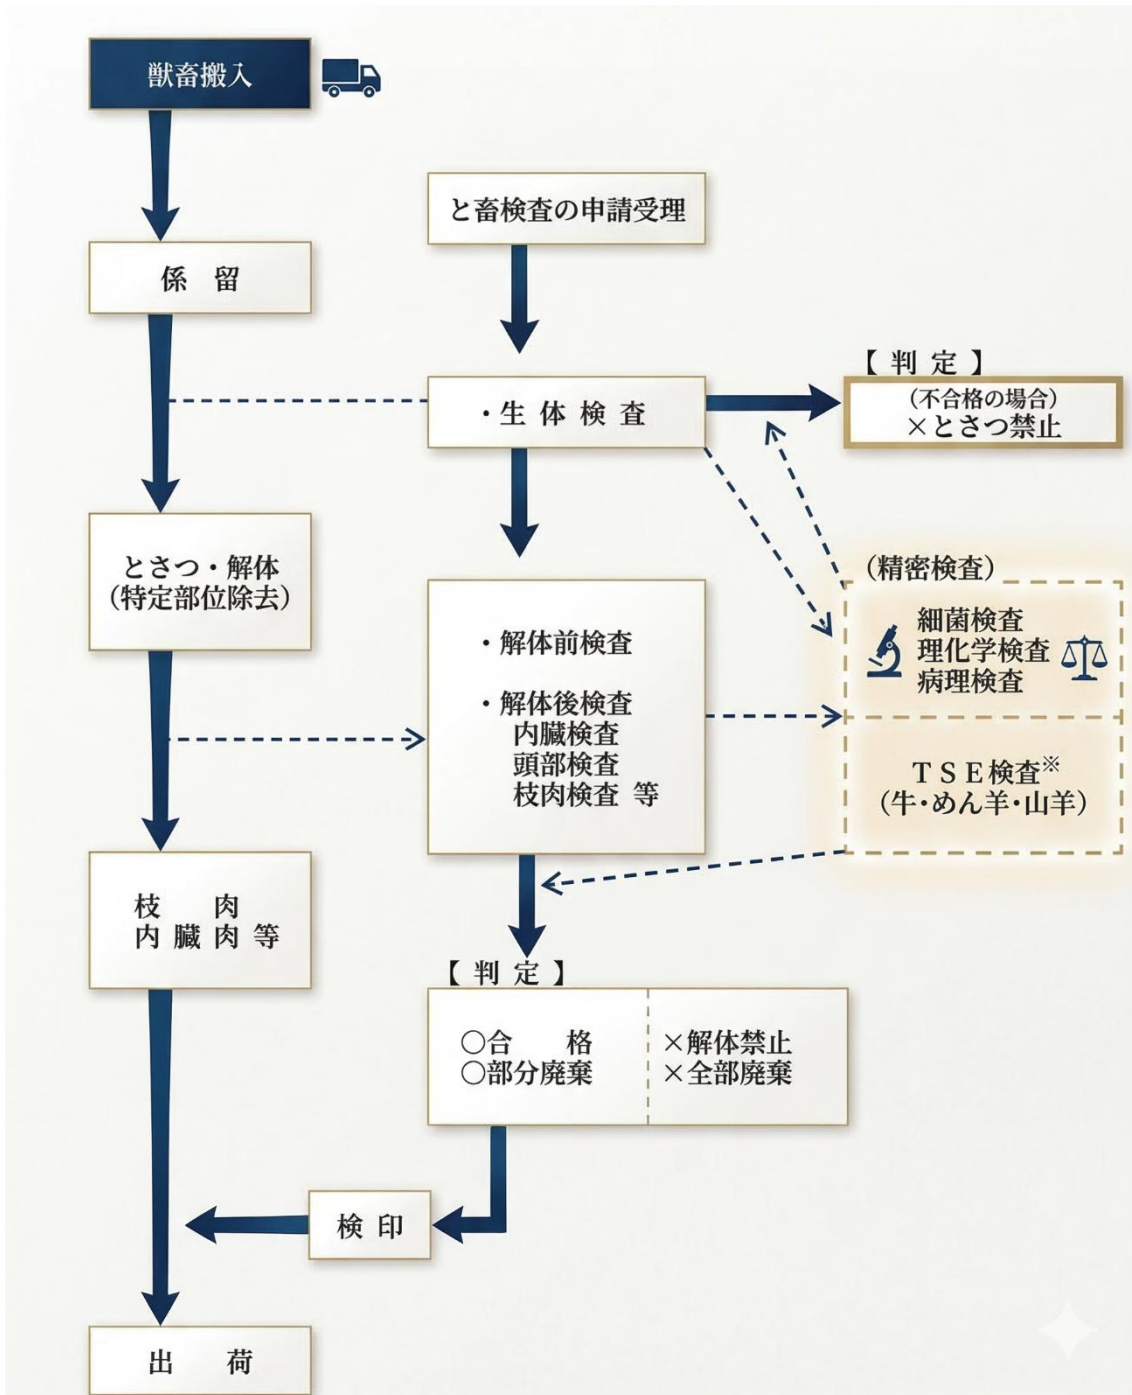 獣畜搬入
と畜検査の申請受理
係 留
【 判 定 】
(不合格の場合)
×とさつ禁止
・生 体 検 査
とさつ・解体
（特定部位除去）
（精密検査）
細菌検査
理化学検査
病理検査
・解体前検査
・解体後検査
内臓検査
頭部検査
枝肉検査 等
ＴＳＥ検査※
（牛・めん羊・山羊）
枝 肉
内 臓 肉 等
【 判 定 】
○合 格
○部分廃棄
×解体禁止
×全部廃棄
検 印
出 荷